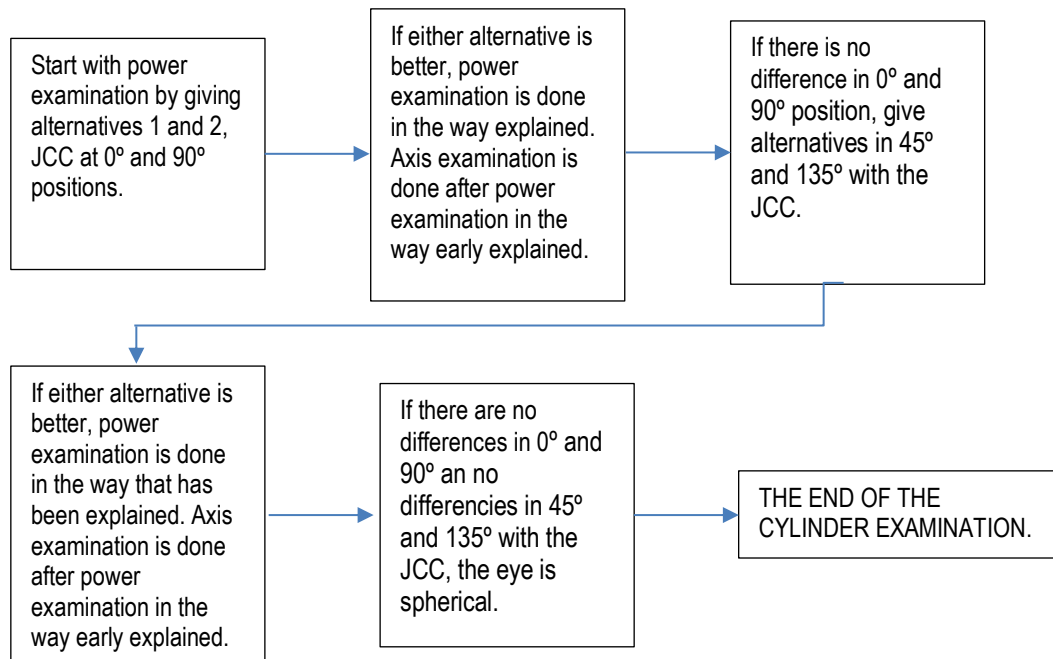 Start with power
examination by giving
alternatives 1 and 2,
JCC at 0º and 90º
positions.
If either alternative is
better, power
examination is done
in the way explained.
Axis examination is
done after power
examination in the
way early explained.
If there is no
difference in 0º and
90º position, give
alternatives in 45º
and 135º with the
JCC.
If either alternative is
better, power
examination is done
in the way that has
been explained. Axis
examination is done
after power
examination in the
way early explained.
If there are no
differences in 0º and
90º an no
differencies in 45º
and 135º with the
JCC, the eye is
spherical.
THE END OF THE
CYLINDER EXAMINATION.